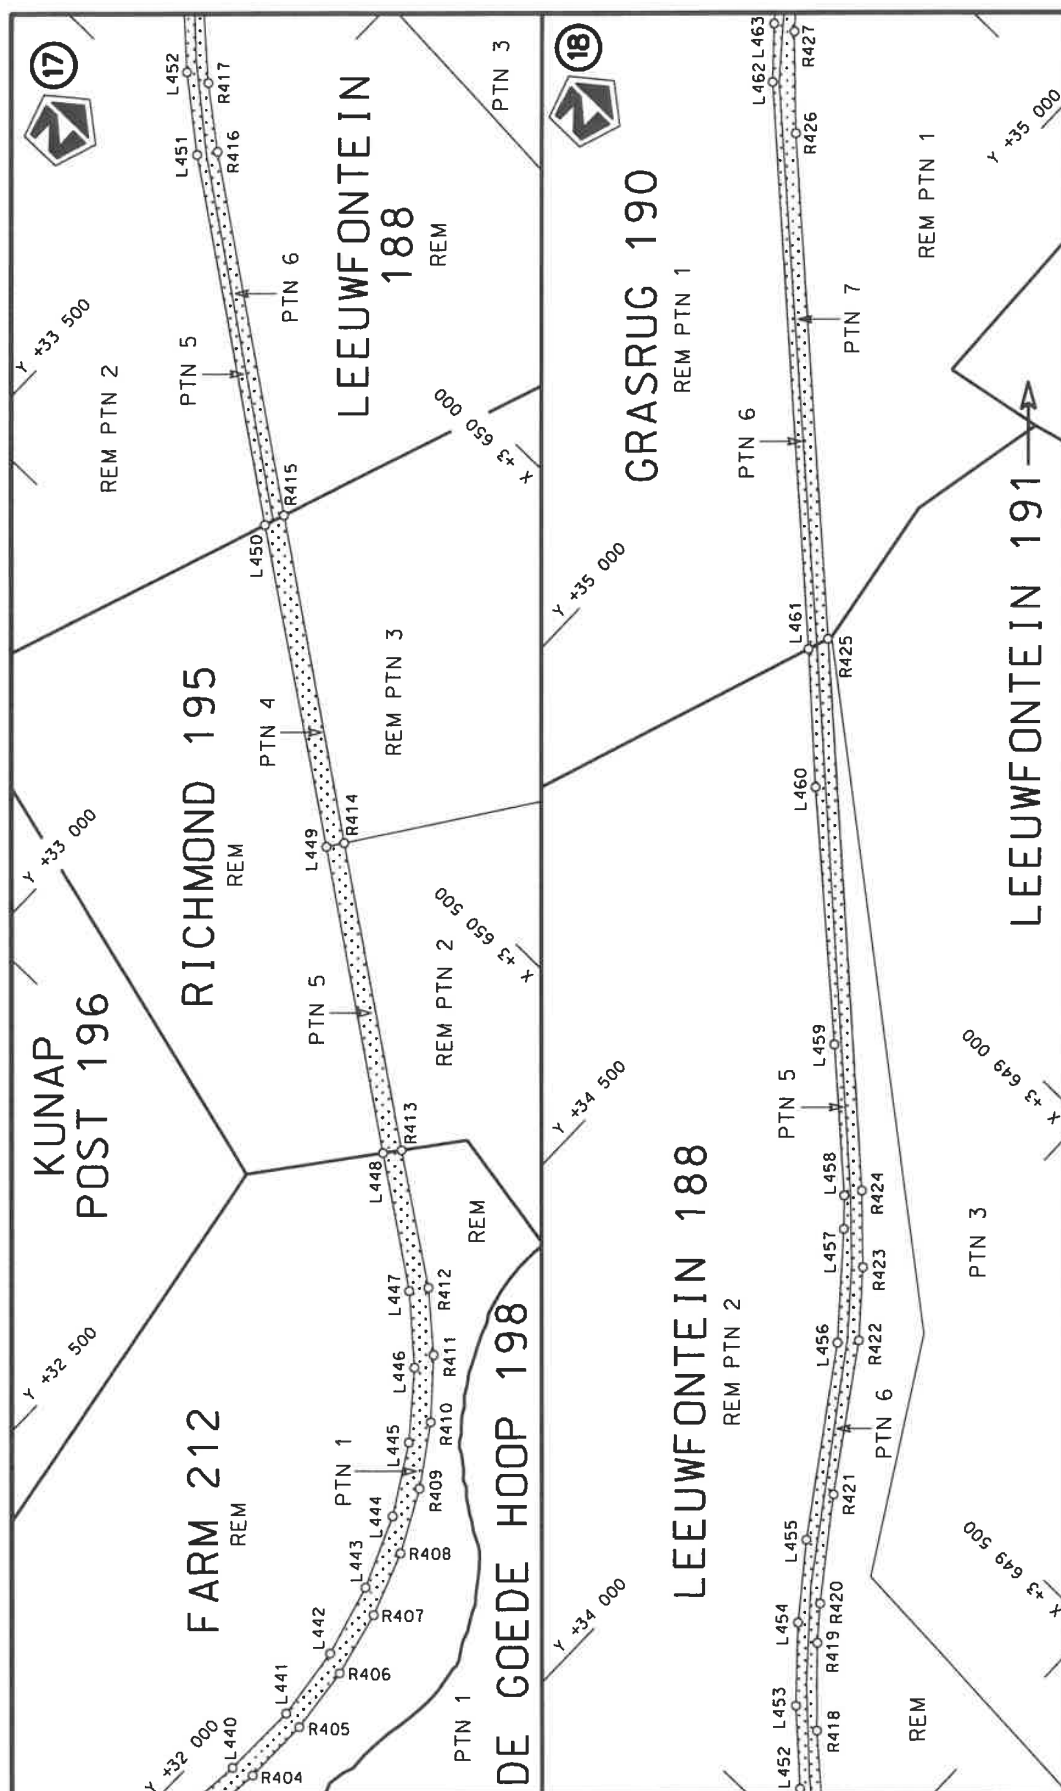 17
N
L452
R417
L451
R416
PTN 3
LEEUWFONTEIN
188
REM
PTN 6
PTN 5
REM PTN 2
Y +33 500
X +3 650 000
R415
L450
RICHMOND 195
REM
PTN 4
REM PTN 3
R414
L449
Y +33 000
X +3 650 500
REM PTN 2
PTN 5
KUNAP
POST 196
R413
L448
REM
L447
R412
L446
R411
Y +32 500
FARM 212
REM
PTN 1
L445
R410
R409
L444
R408
L443
R407
L442
R406
L441
R405
L440
R404
Y +32 000
PTN 1
DE GOEDE HOOP 198
18
N
L463
R427
L462
R426
REM PTN 1
Y +35 000
GRASRUG 190
REM PTN 1
PTN 7
PTN 6
Y +35 000
L461
R425
LEEUWFONTEIN 191
L460
L459
X +3 649 000
Y +34 500
PTN 5
L458
R424
L457
R423
L456
R422
PTN 3
LEEUWFONTEIN 188
REM PTN 2
PTN 6
R421
L455
X +3 649 500
R420
L454
R419
Y +34 000
L453
R418
REM
L452